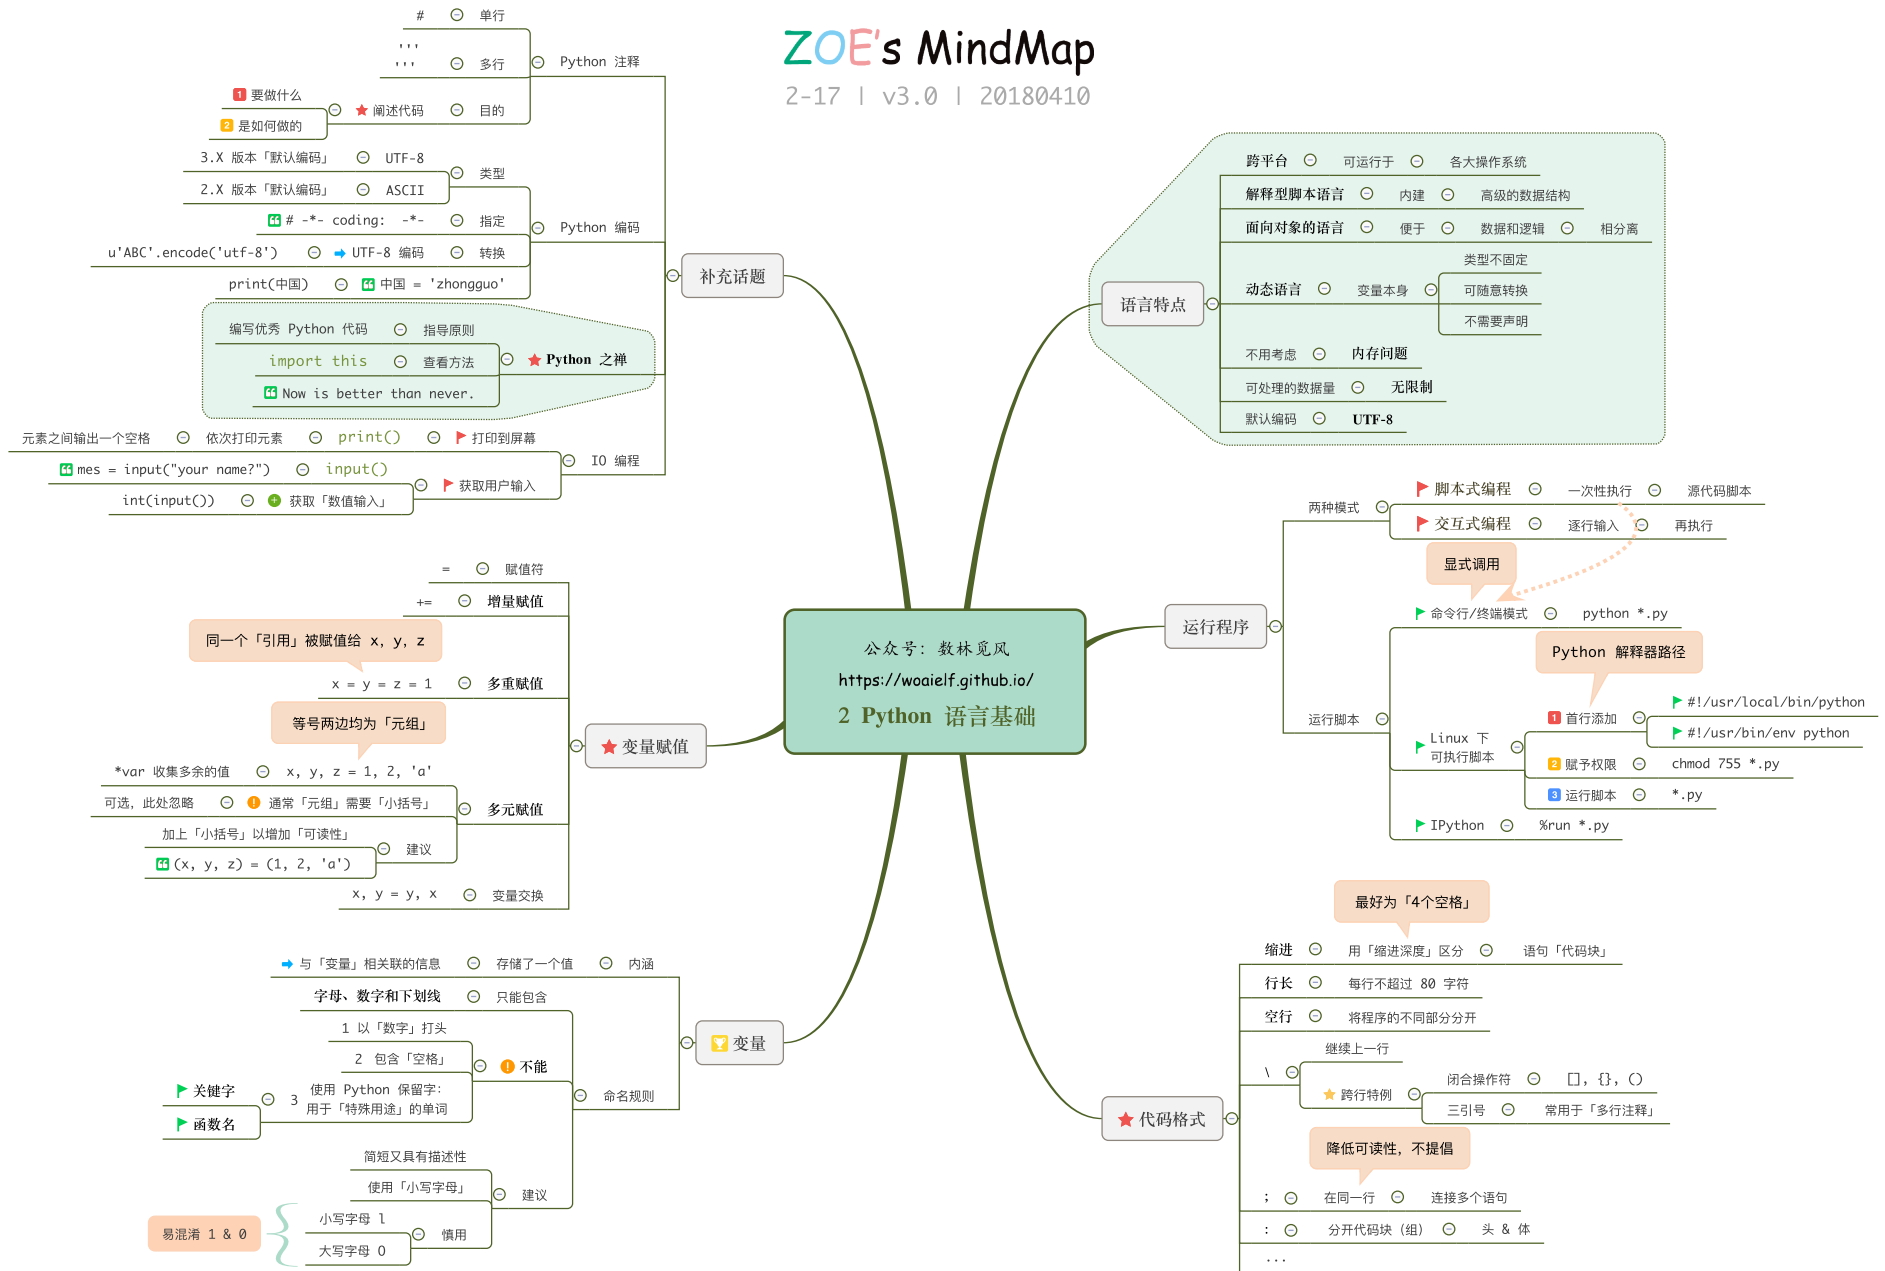 ZOE's MindMap
2-17 | v3.0 | 20180410
公众号: 数林觅风
https://woaielf.github.io/
2 Python 语言基础
语言特点
跨平台 可运行于 各大操作系统
解释型脚本语言 内建 高级的数据结构
面向对象的语言 便于 数据和逻辑 相分离
动态语言 变量本身
类型不固定
可随意转换
不需要声明
不用考虑 内存问题
可处理的数据量 无限制
默认编码 UTF-8
运行程序
两种模式
脚本式编程 一次性执行 源代码脚本
交互式编程 逐行输入 再执行
显式调用
运行脚本
命令行/终端模式 python *.py
Python 解释器路径
Linux 下
可执行脚本
1 首行添加
#!/usr/local/bin/python
#!/usr/bin/env python
2 赋予权限 chmod 755 *.py
3 运行脚本 *.py
IPython %run *.py
代码格式
最好为「4个空格」
缩进 用「缩进深度」区分 语句「代码块」
行长 每行不超过 80 字符
空行 将程序的不同部分分开
\
继续上一行
跨行特例
闭合操作符 [], {}, ()
三引号 常用于「多行注释」
降低可读性, 不提倡
; 在同一行 连接多个语句
: 分开代码块（组） 头 & 体
...
补充话题
Python 注释
# 单行
'''
''' 多行
1 要做什么
2 是如何做的
阐述代码 目的
Python 编码
3.X 版本「默认编码」 UTF-8
2.X 版本「默认编码」 ASCII
类型
# -*- coding: -*- 指定
u'ABC'.encode('utf-8') UTF-8 编码 转换
print(中国) 中国 = 'zhongguo'
Python 之禅
编写优秀 Python 代码 指导原则
import this 查看方法
Now is better than never.
IO 编程
元素之间输出一个空格 依次打印元素 print() 打印到屏幕
mes = input("your name?") input()
获取用户输入
int(input()) 获取「数值输入」
变量赋值
= 赋值符
+= 增量赋值
同一个「引用」被赋值给 x, y, z
x = y = z = 1 多重赋值
等号两边均为「元组」
*var 收集多余的值 x, y, z = 1, 2, 'a'
可选, 此处忽略 通常「元组」需要「小括号」
多元赋值
加上「小括号」以增加「可读性」
建议
(x, y, z) = (1, 2, 'a')
x, y = y, x 变量交换
变量
与「变量」相关联的信息 存储了一个值 内涵
字母、数字和下划线 只能包含
1 以「数字」打头
2 包含「空格」
不能
关键字
函数名
3 使用 Python 保留字:
用于「特殊用途」的单词
命名规则
简短又具有描述性
使用「小写字母」
建议
小写字母 l
大写字母 O
慎用
易混淆 1 & 0